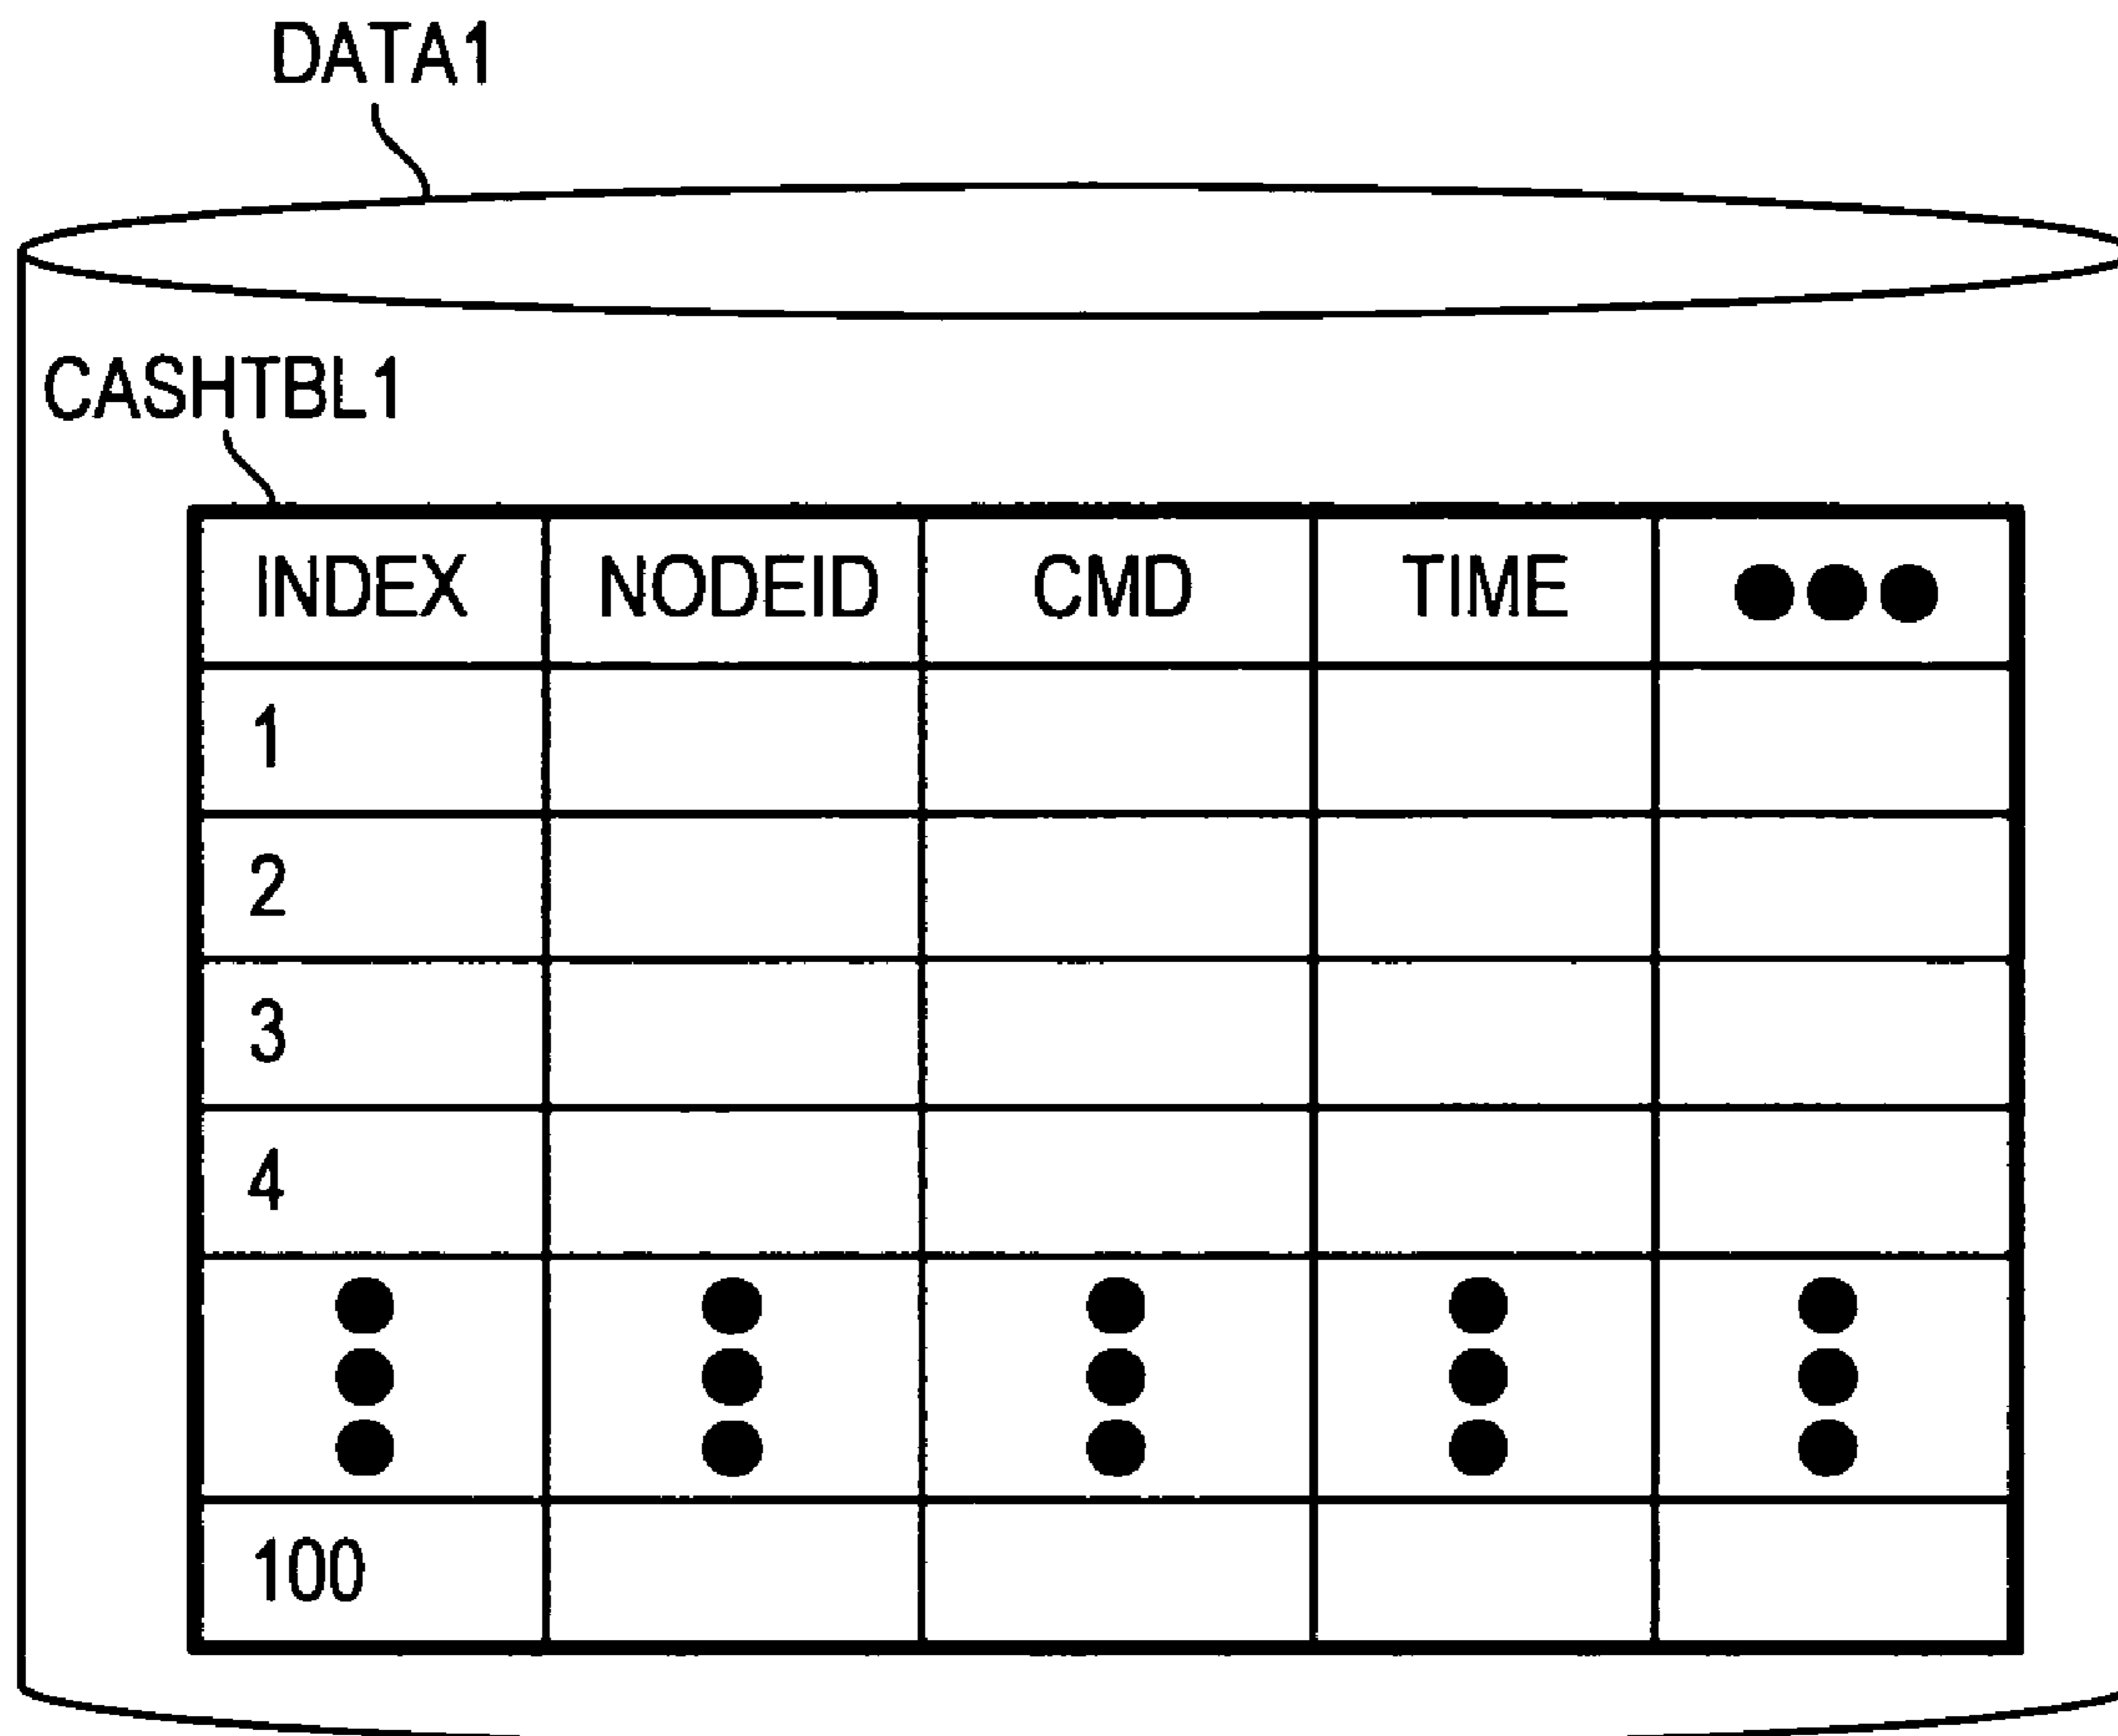 DATA1
CASHTBL1
INDEX NODEID CMD TIME ●●●
1
2
3
4
100